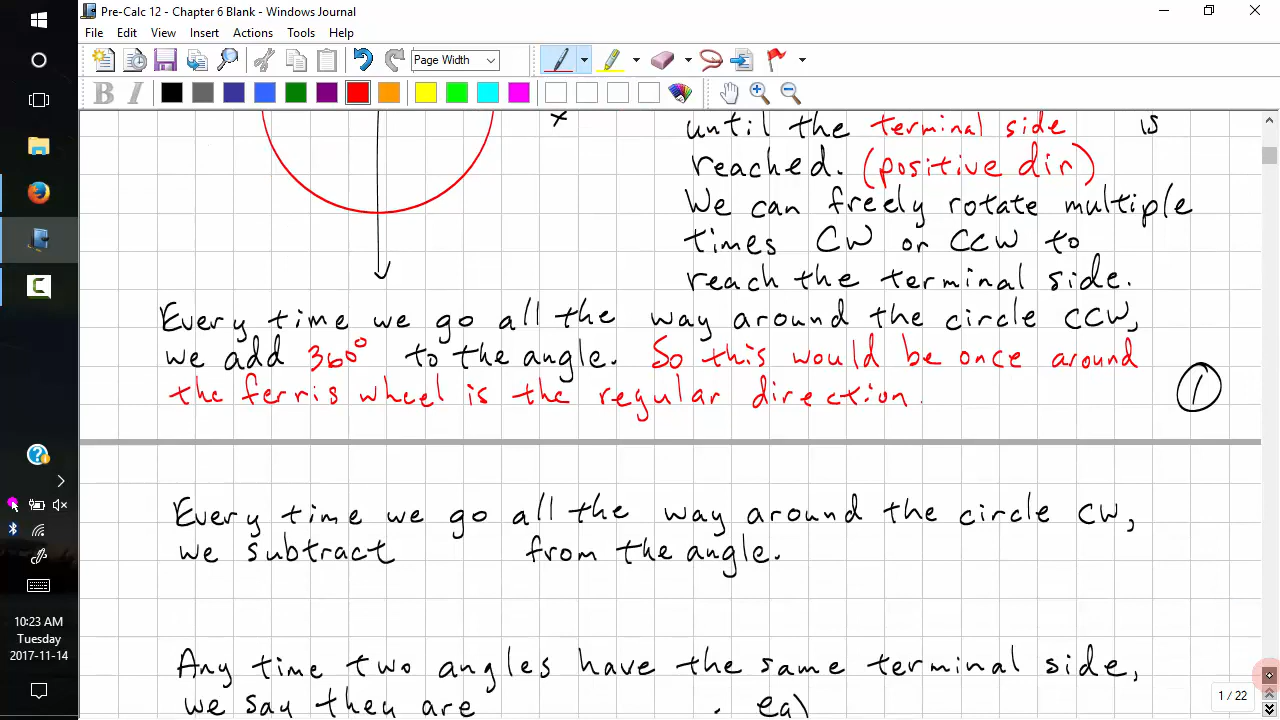 Pre-Calc 12 - Chapter 6 Blank - Windows Journal
File Edit View Insert Actions Tools Help
Page Width
B I
x
until the terminal side is
reached. (positive dir)
We can freely rotate multiple
times CW or CCW to
reach the terminal side.
Every time we go all the way around the circle CCW,
we add 360° to the angle. So this would be once around
the ferris wheel is the regular direction.
1
Every time we go all the way around the circle CW,
we subtract from the angle.
Any time two angles have the same terminal side,
we say they are .
10:23 AM
Tuesday
2017-11-14
1 / 22